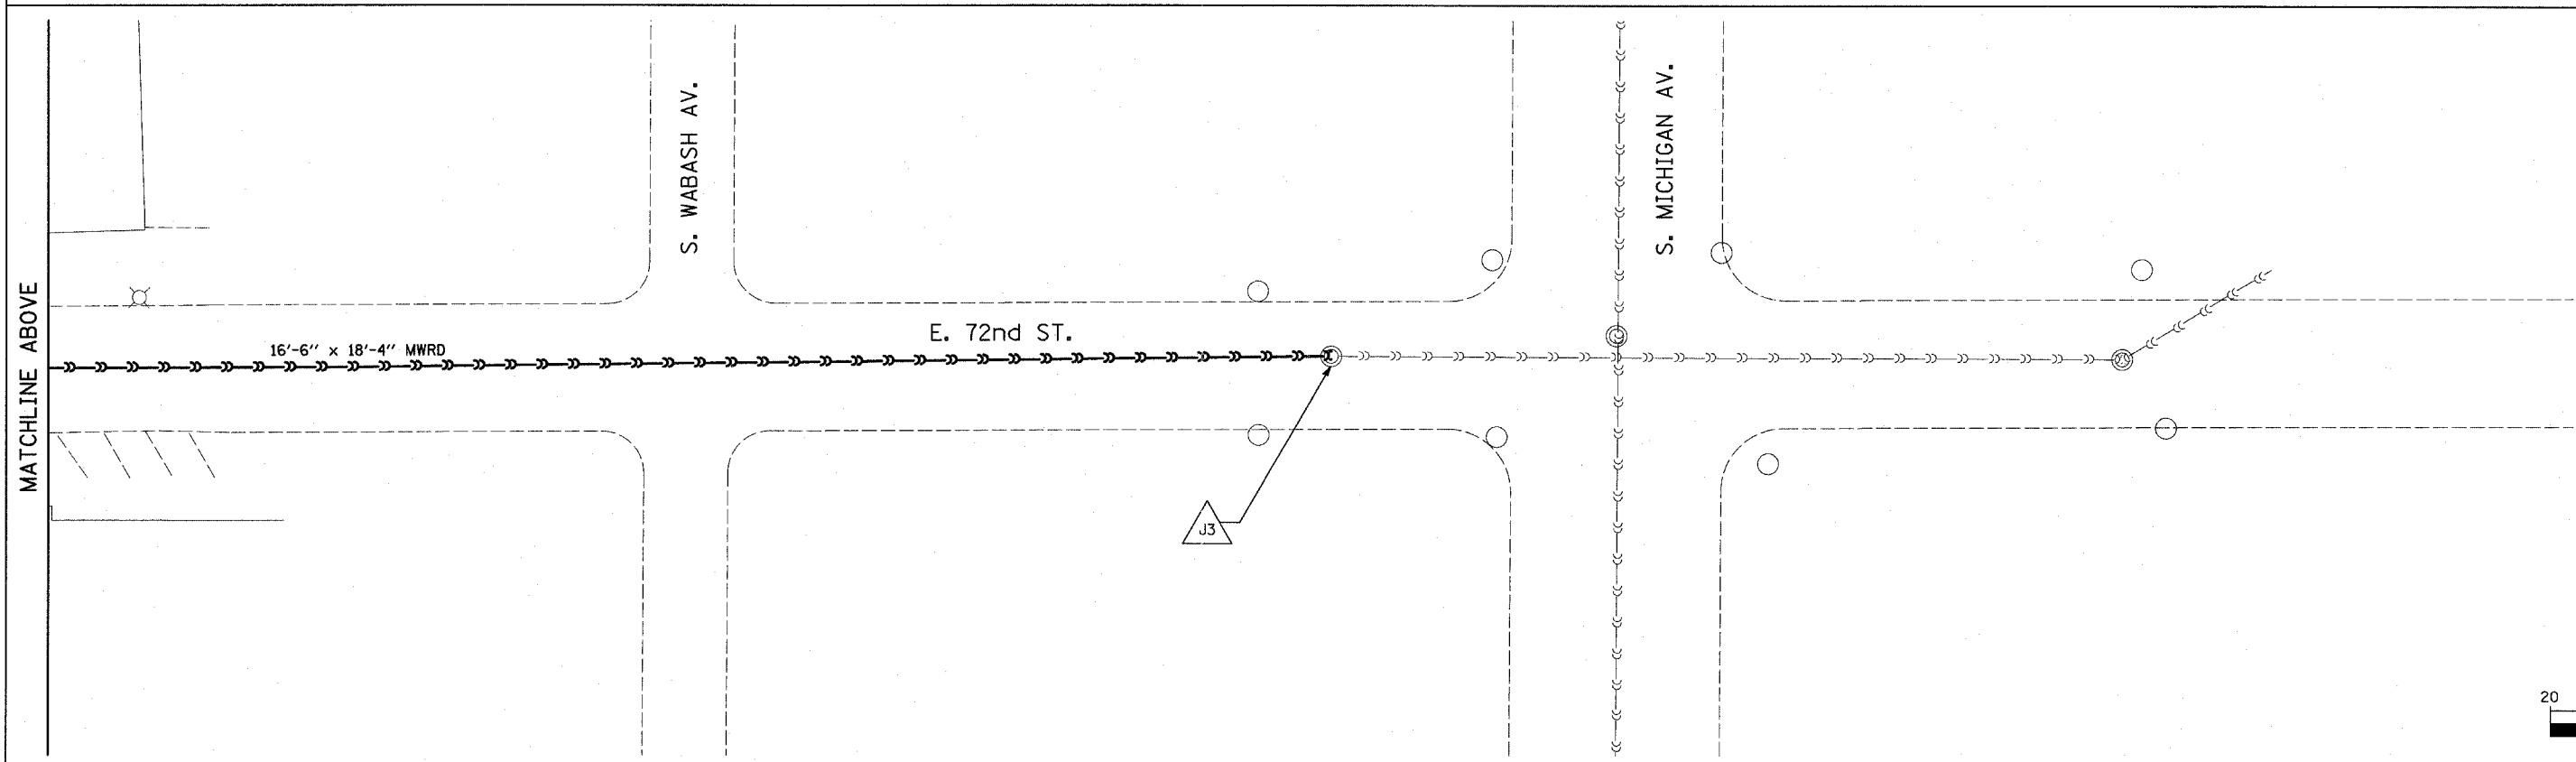 S. WABASH AV.
S. MICHIGAN AV.
MATCHLINE ABOVE
E. 72nd ST.
16'-6" x 18'-4" MWRD
J3
20